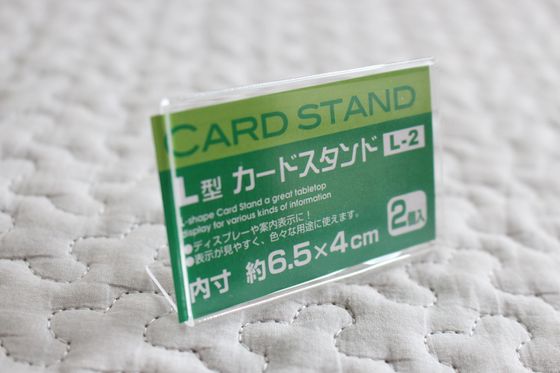 CARD STAND
L型 カードスタンド L-2
L-shape Card Stand a great tabletop
display for various kinds of information
●ディスプレーや案内表示に!
●表示が見やすく、色々な用途に使えます。
2個入
内寸 約6.5×4cm